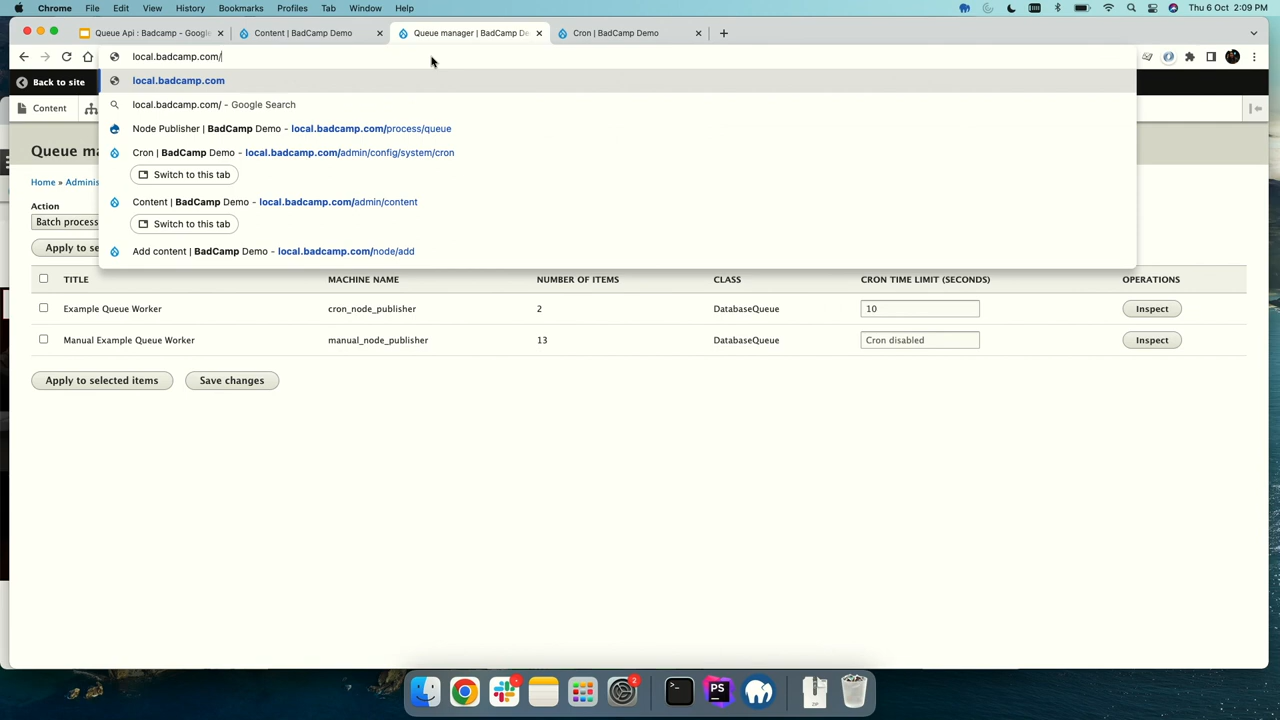 Chrome File Edit View History Bookmarks Profiles Tab Window Help Thu 6 Oct 2:09 PM
Queue Api : Badcamp - Google Content | BadCamp Demo Queue manager | BadCamp De Cron | BadCamp Demo
local.badcamp.com/
Back to site local.badcamp.com
local.badcamp.com/ - Google Search
Content
Node Publisher | BadCamp Demo - local.badcamp.com/process/queue
Queue ma Cron | BadCamp Demo - local.badcamp.com/admin/config/system/cron
Switch to this tab
Home » Adminis
Content | BadCamp Demo - local.badcamp.com/admin/content
Action
Batch process Switch to this tab
Apply to se Add content | BadCamp Demo - local.badcamp.com/node/add
TITLE MACHINE NAME NUMBER OF ITEMS CLASS CRON TIME LIMIT (SECONDS) OPERATIONS
Example Queue Worker cron_node_publisher 2 DatabaseQueue 10 Inspect
Manual Example Queue Worker manual_node_publisher 13 DatabaseQueue Cron disabled Inspect
Apply to selected items Save changes
2
PS
ZIP